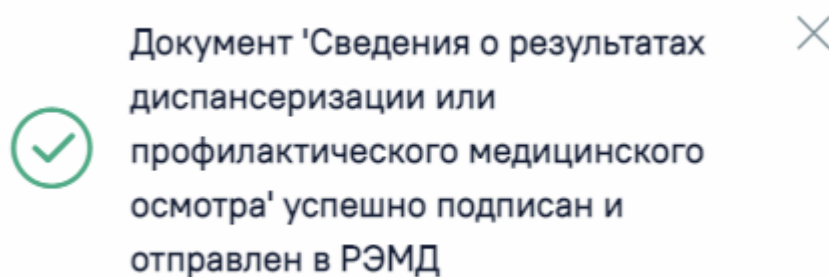 Документ 'Сведения о результатах
диспансеризации или
профилактического медицинского
осмотра' успешно подписан и
отправлен в РЭМД